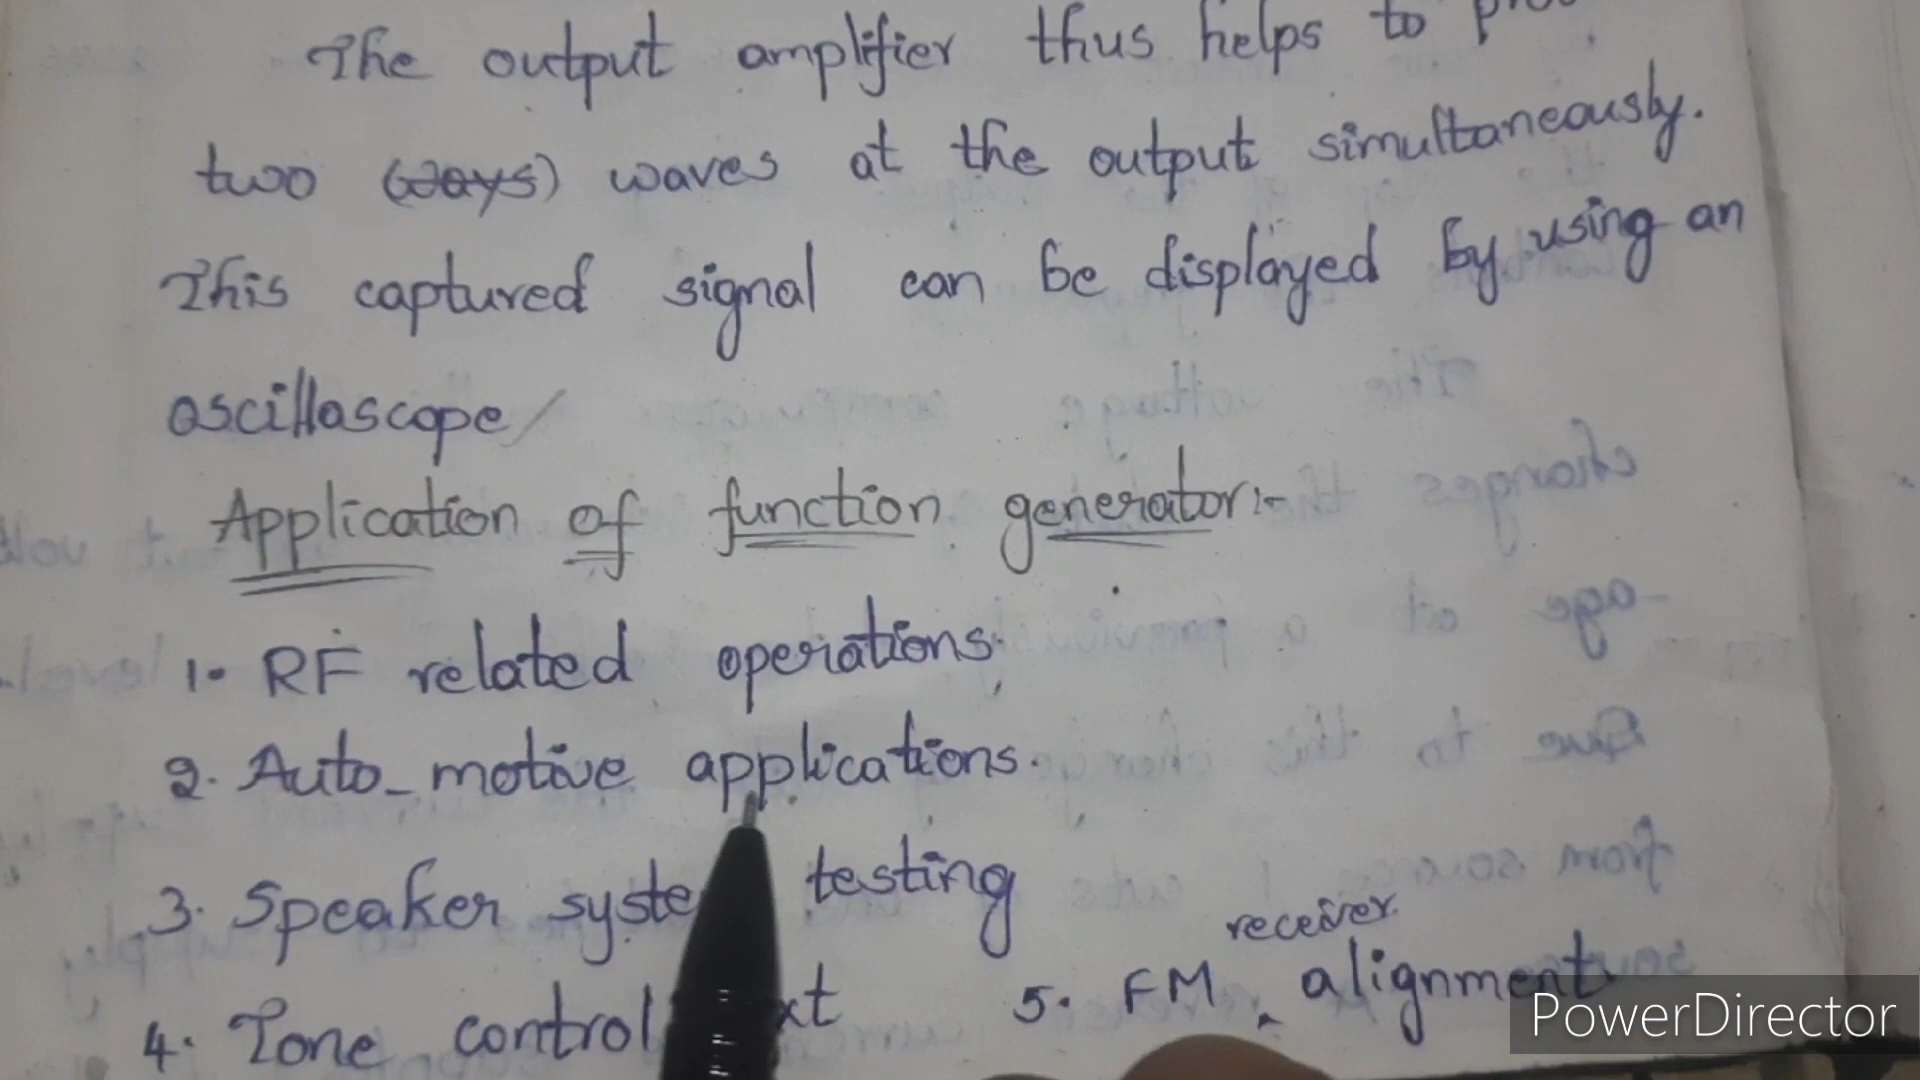 The output amplifier thus helps to
two (ways) waves at the output simultaneously.
This captured signal can be displayed by using an
oscilloscope/
Application of function generator:-
1. RF related operations.
2. Auto-motive applications.
3. Speaker system testing
4. Tone control
5. FM receiver alignment
PowerDirector